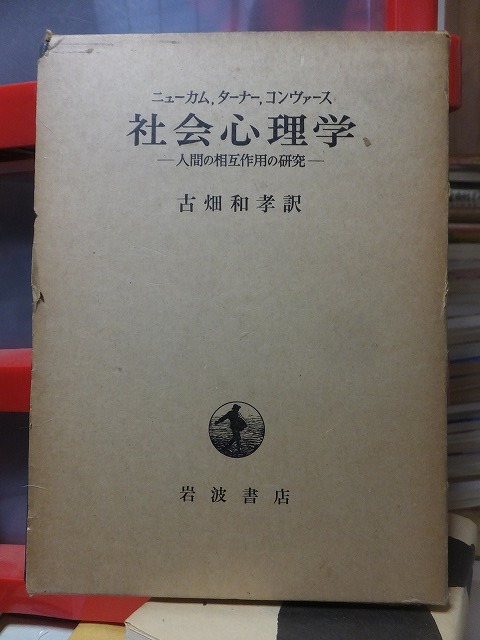 ニューカム,ターナー,コンヴァース
社会心理学
―人間の相互作用の研究―
古畑和孝訳
岩波書店